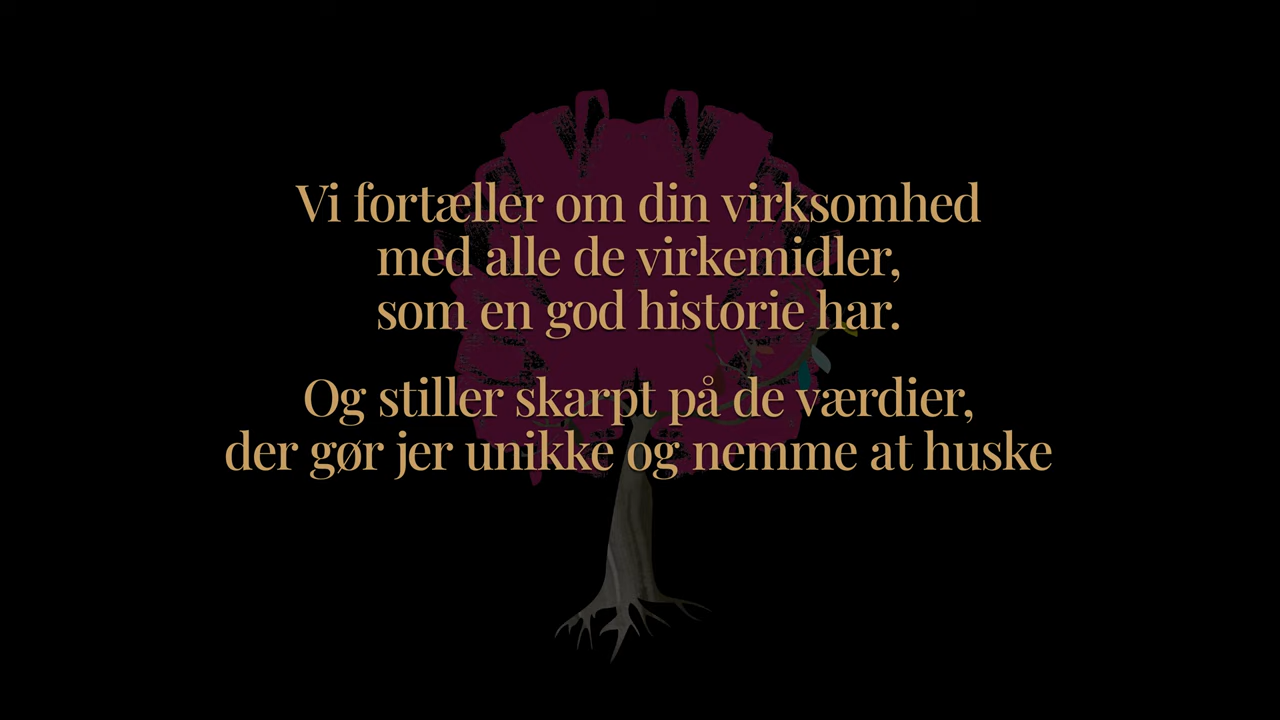 Vi fortæller om din virksomhed
med alle de virkemidler,
som en god historie har.
Og stiller skarpt på de værdier,
der gør jer unikke og nemme at huske